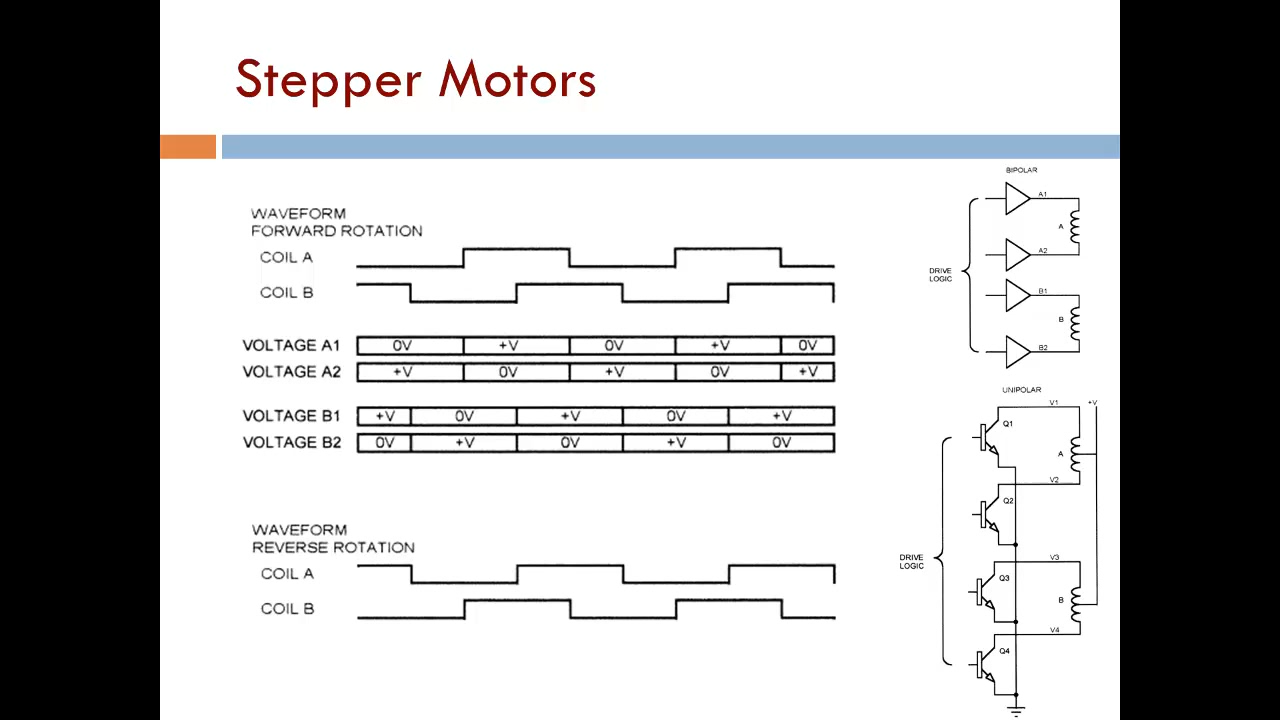 Stepper Motors
WAVEFORM
FORWARD ROTATION
COIL A
COIL B
VOLTAGE A1 0V +V 0V +V 0V
VOLTAGE A2 +V 0V +V 0V +V
VOLTAGE B1 +V 0V +V 0V +V
VOLTAGE B2 0V +V 0V +V 0V
WAVEFORM
REVERSE ROTATION
COIL A
COIL B
BIPOLAR
A1
A
A2
DRIVE
LOGIC
B1
B
B2
UNIPOLAR
V1 +V
Q1
A
V2
Q2
DRIVE
LOGIC
V3
Q3
B
V4
Q4